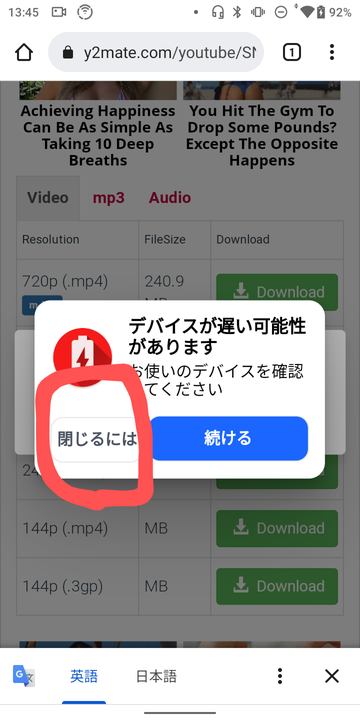 13:45
92%
y2mate.com/youtube/SN
1
Achieving Happiness
Can Be As Simple As
Taking 10 Deep
Breaths
You Hit The Gym To
Drop Some Pounds?
Except The Opposite
Happens
Video mp3 Audio
Resolution FileSize Download
720p (.mp4) 240.9
MB
Download
デバイスが遅い可能性
があります
お使いのデバイスを確認
してください
閉じるには 続ける
24
144p (.mp4) MB Download
144p (.3gp) MB Download
英語 日本語